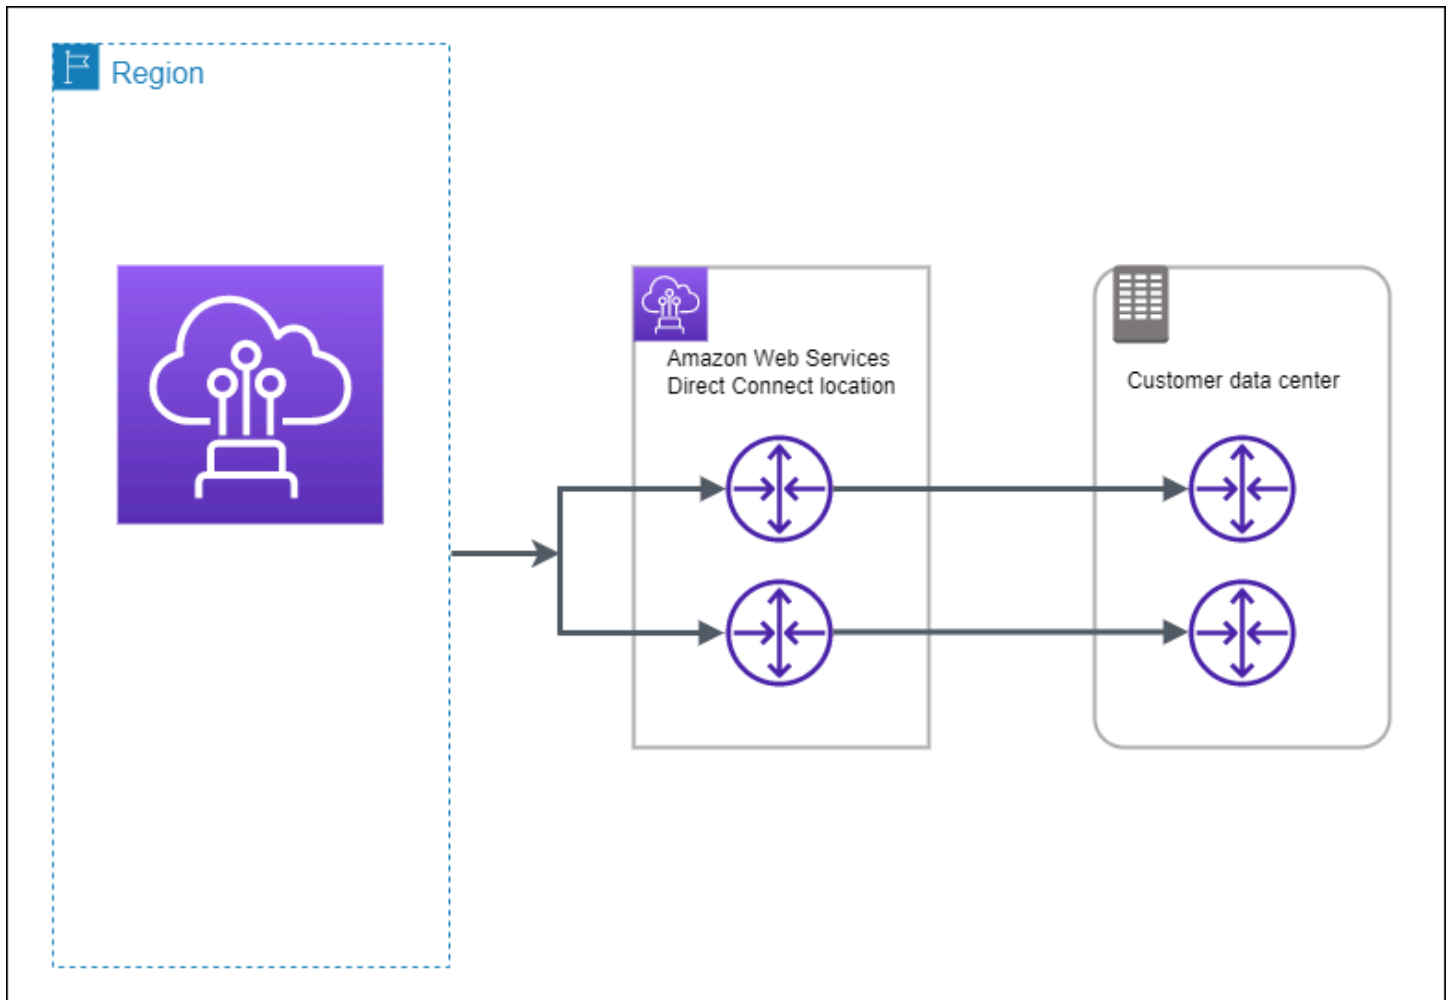 Region
Amazon Web Services
Direct Connect location
Customer data center